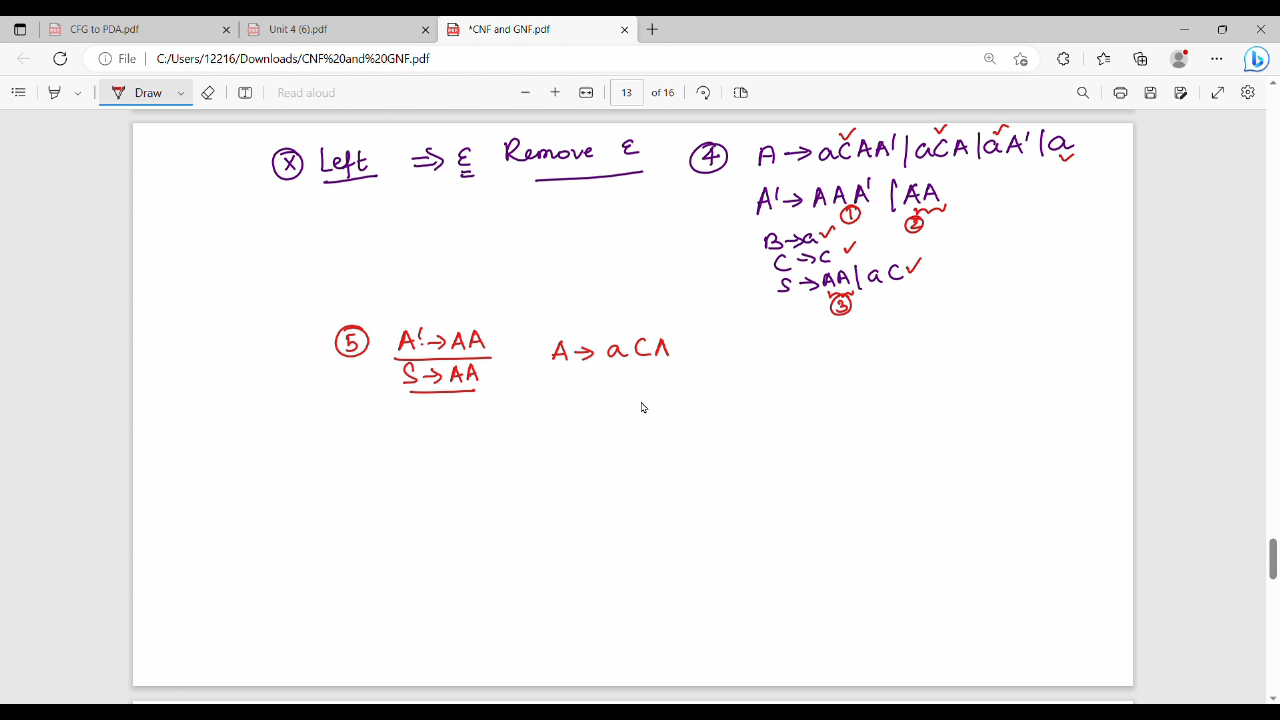 CFG to PDA.pdf
Unit 4 (6).pdf
*CNF and GNF.pdf
File
C:/Users/12216/Downloads/CNF%20and%20GNF.pdf
Draw
Read aloud
13 of 16
x Left ⇒ ε Remove ε
4 A → aCAA' | aCA | aA' | a
A' → AAA' | AA
1 2
B → a
C → c
S → AA | aC
3
5 A' → AA A → aCA
S → AA